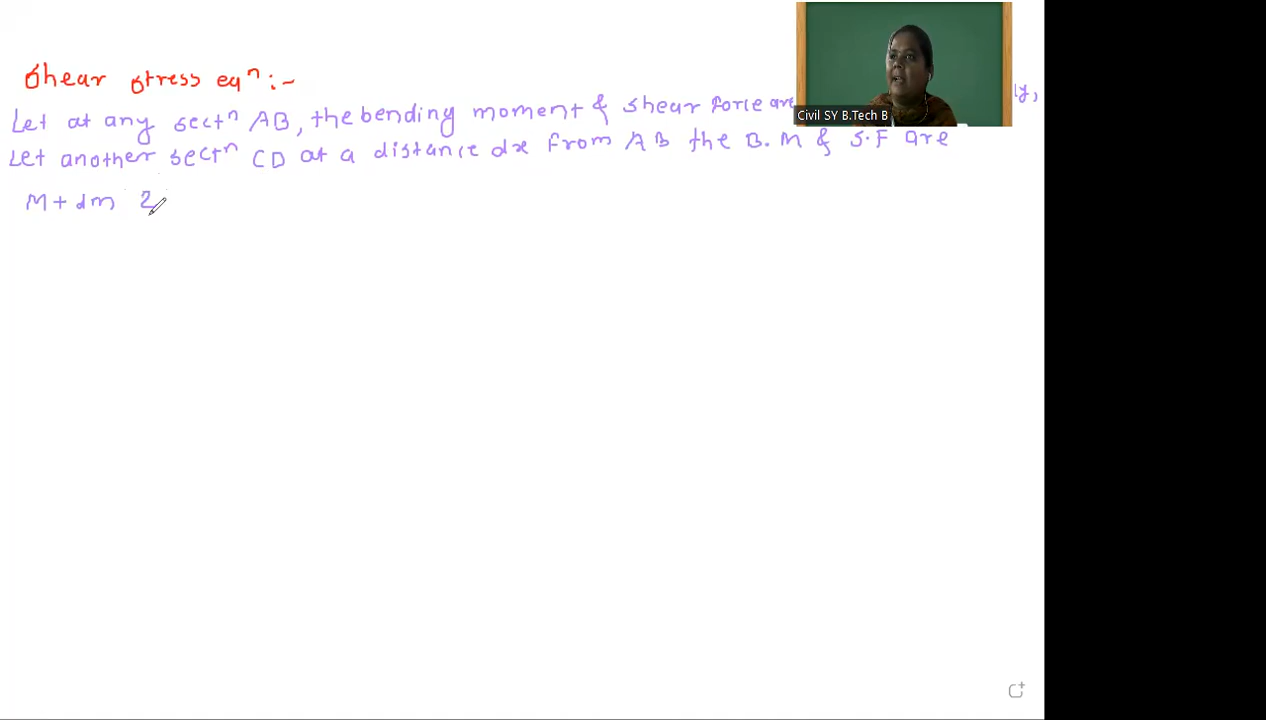 Shear stress eqⁿ :-
Let at any sectⁿ AB, the bending moment & shear force are
Let another sectⁿ CD at a distance dx from AB the B.M & S.F are
M + dm &
Civil SY B.Tech B